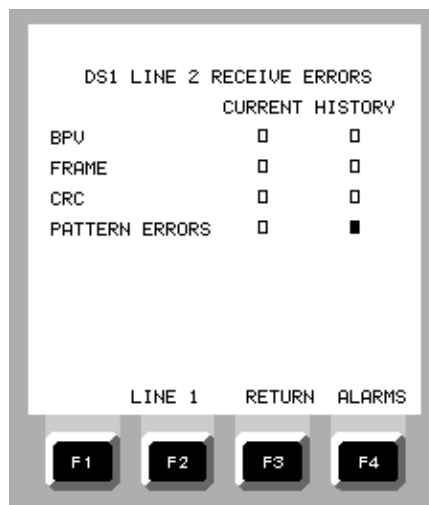 DS1 LINE 2 RECEIVE ERRORS
CURRENT HISTORY
BPV
FRAME
CRC
PATTERN ERRORS
LINE 1 RETURN ALARMS
F1 F2 F3 F4